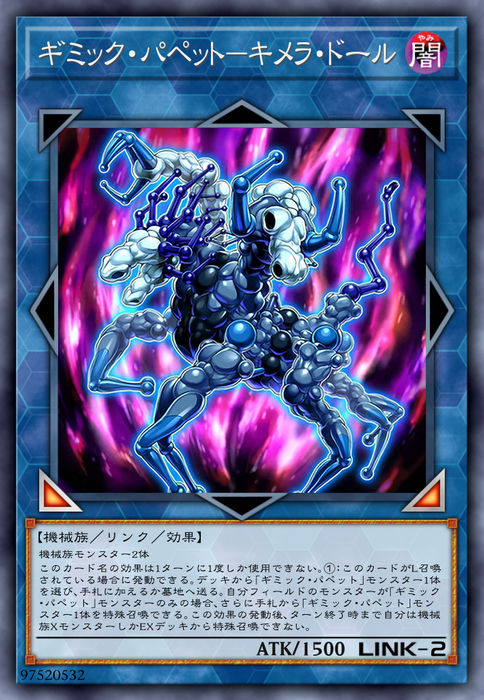 ギミック・パペットーキメラ・ドール
やみ
闇
【機械族／リンク／効果】
機械族モンスター2体
このカード名の効果は1ターンに1度しか使用できない。①：このカードがL召喚
されている場合に発動できる。デッキから「ギミック・パペット」モンスター1体
を選び、手札に加えるか墓地へ送る。自分フィールドのモンスターが「ギミック
・パペット」モンスターのみの場合、さらに手札から「ギミック・パペット」モン
スター1体を特殊召喚できる。この効果の発動後、ターン終了時まで自分は機械
族XモンスターしかEXデッキから特殊召喚できない。
ATK/1500 LINK-2
97520532